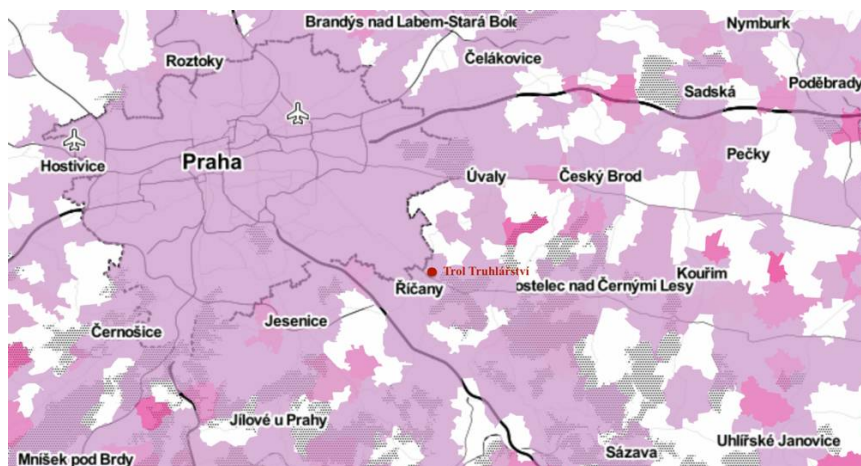 Brandýs nad Labem-Stará Bole
Nymburk
Roztoky
Čelákovice
Sadská
Poděbrady
Hostivice
Praha
Pečky
Úvaly
Český Brod
Trol Truhlářství
Kouřim
Říčany
ostelec nad Černými Lesy
Jesenice
Černošice
Jílové u Prahy
Uhlířské Janovice
Mníšek pod Brdy
Sázava